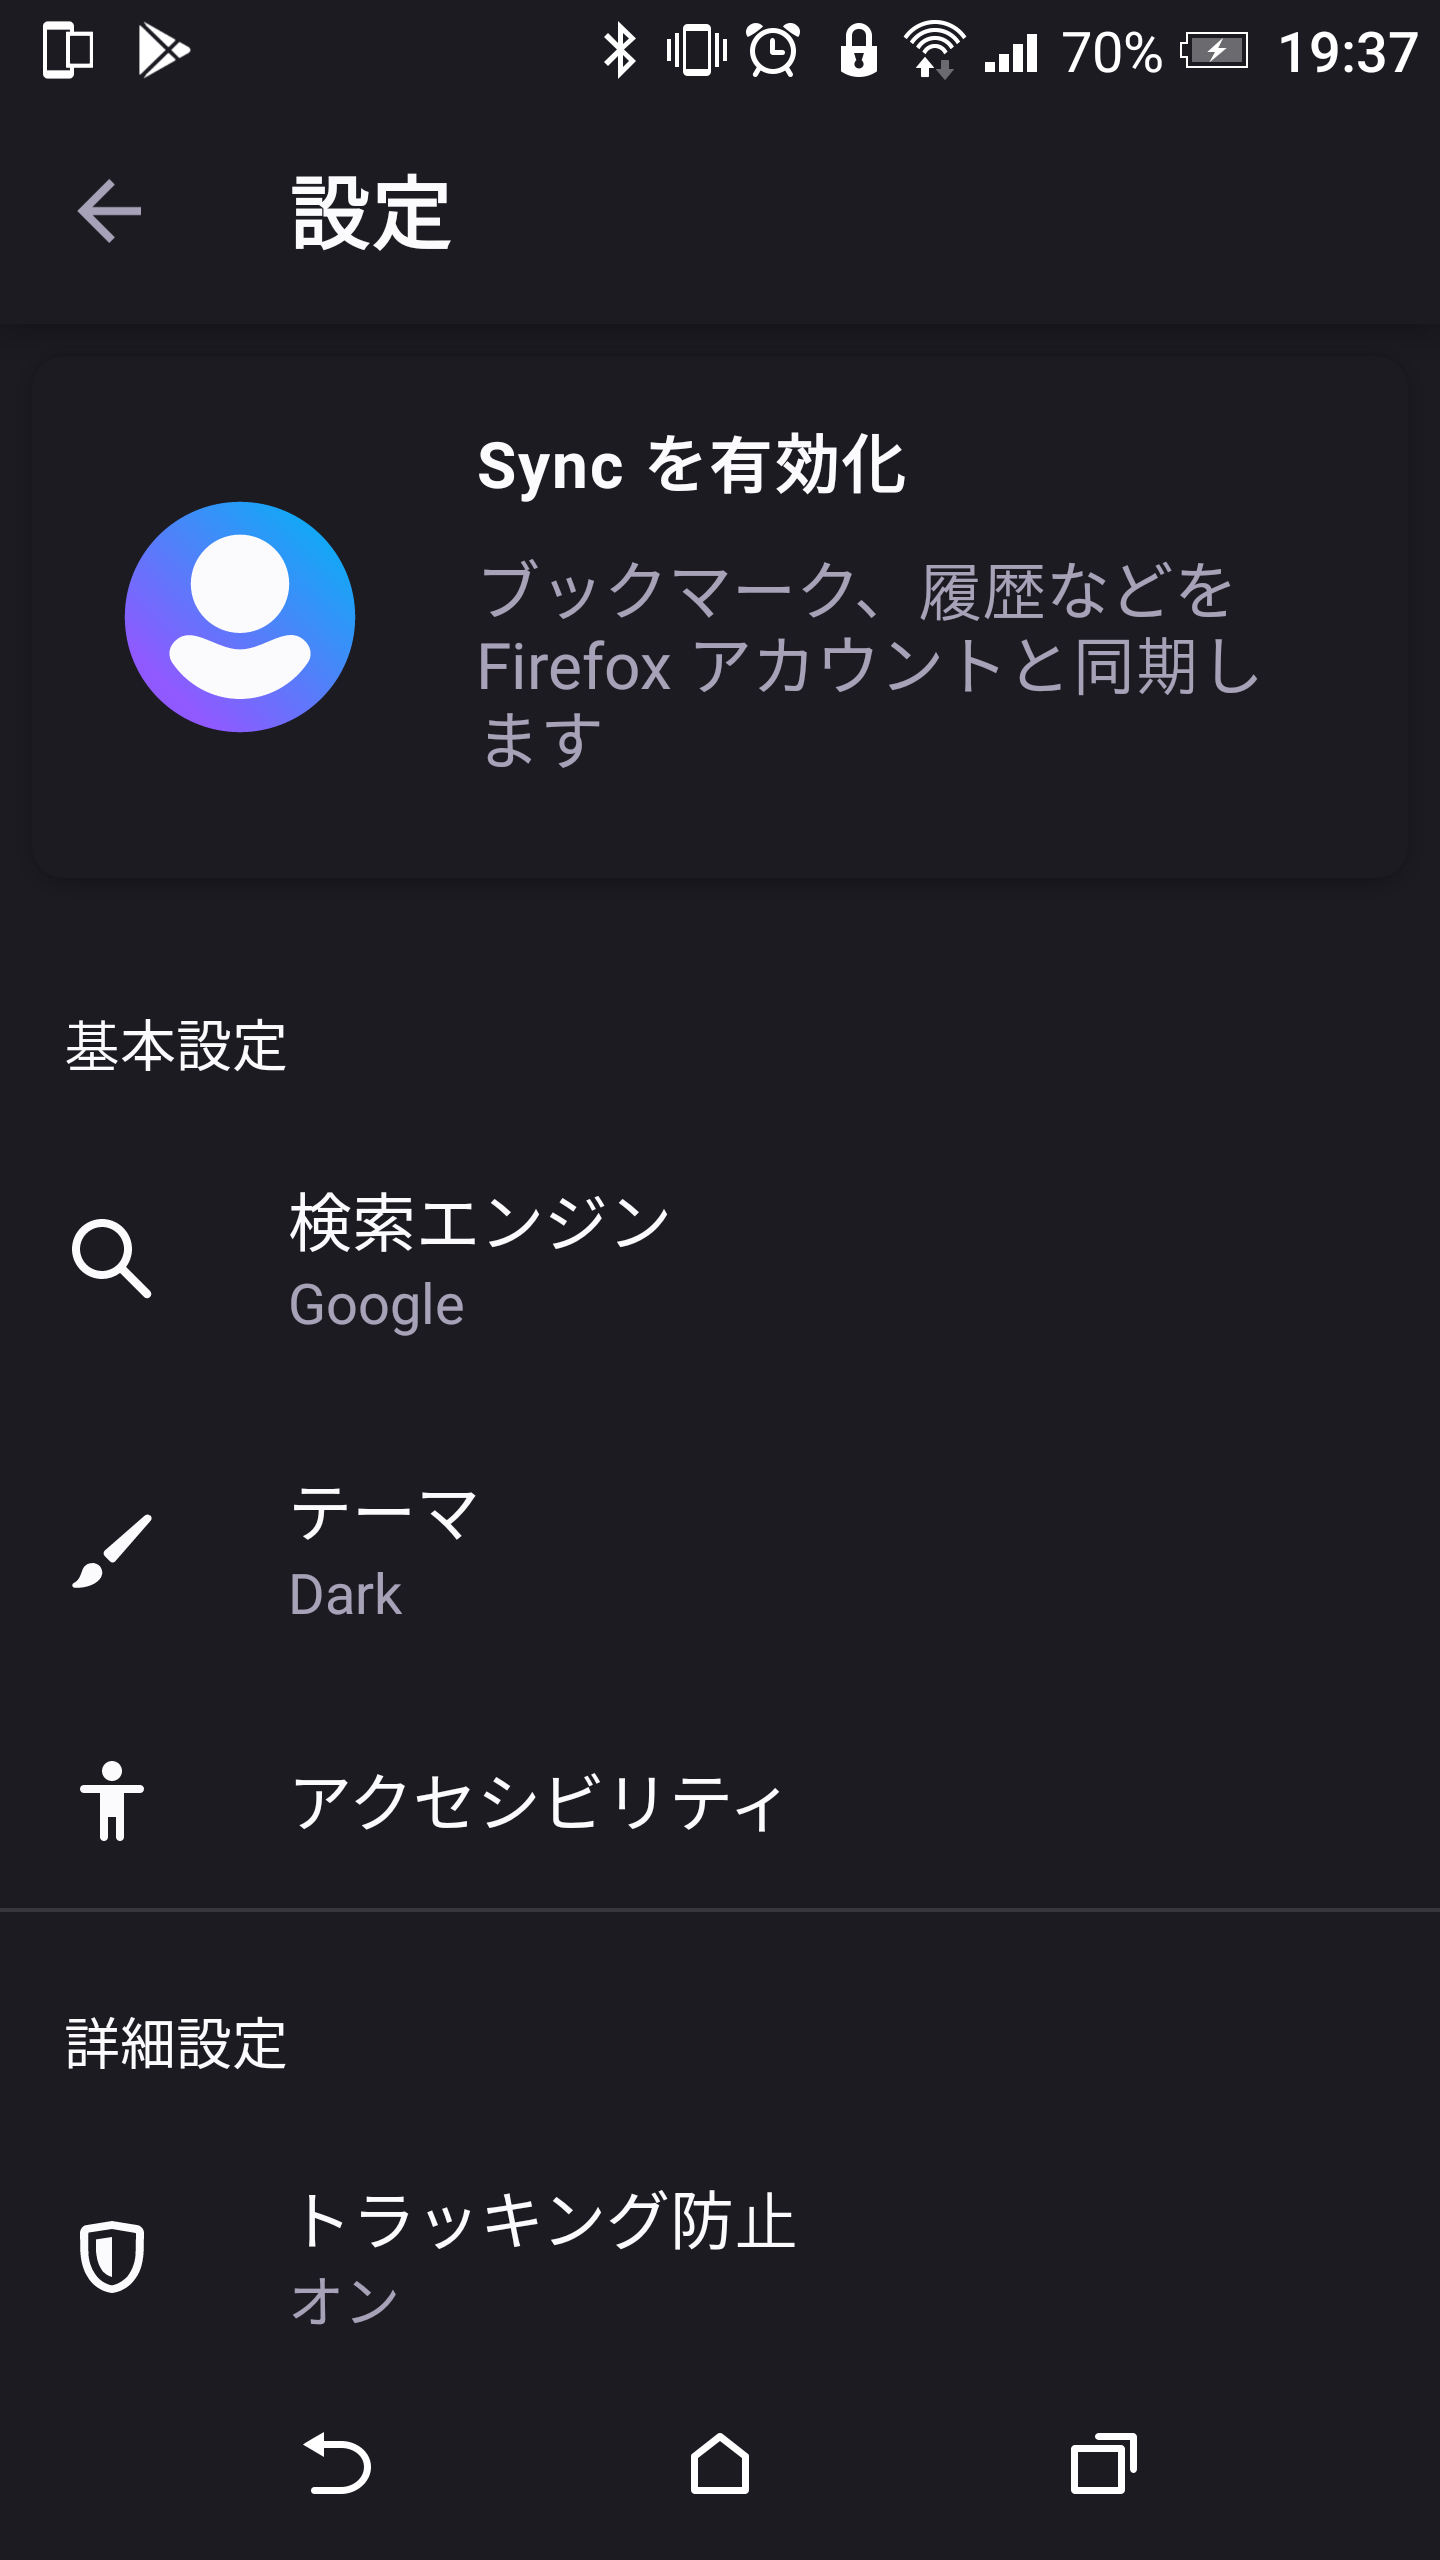 70% 19:37
設定
Sync を有効化
ブックマーク、履歴などを
Firefox アカウントと同期し
ます
基本設定
検索エンジン
Google
テーマ
Dark
アクセシビリティ
詳細設定
トラッキング防止
オン